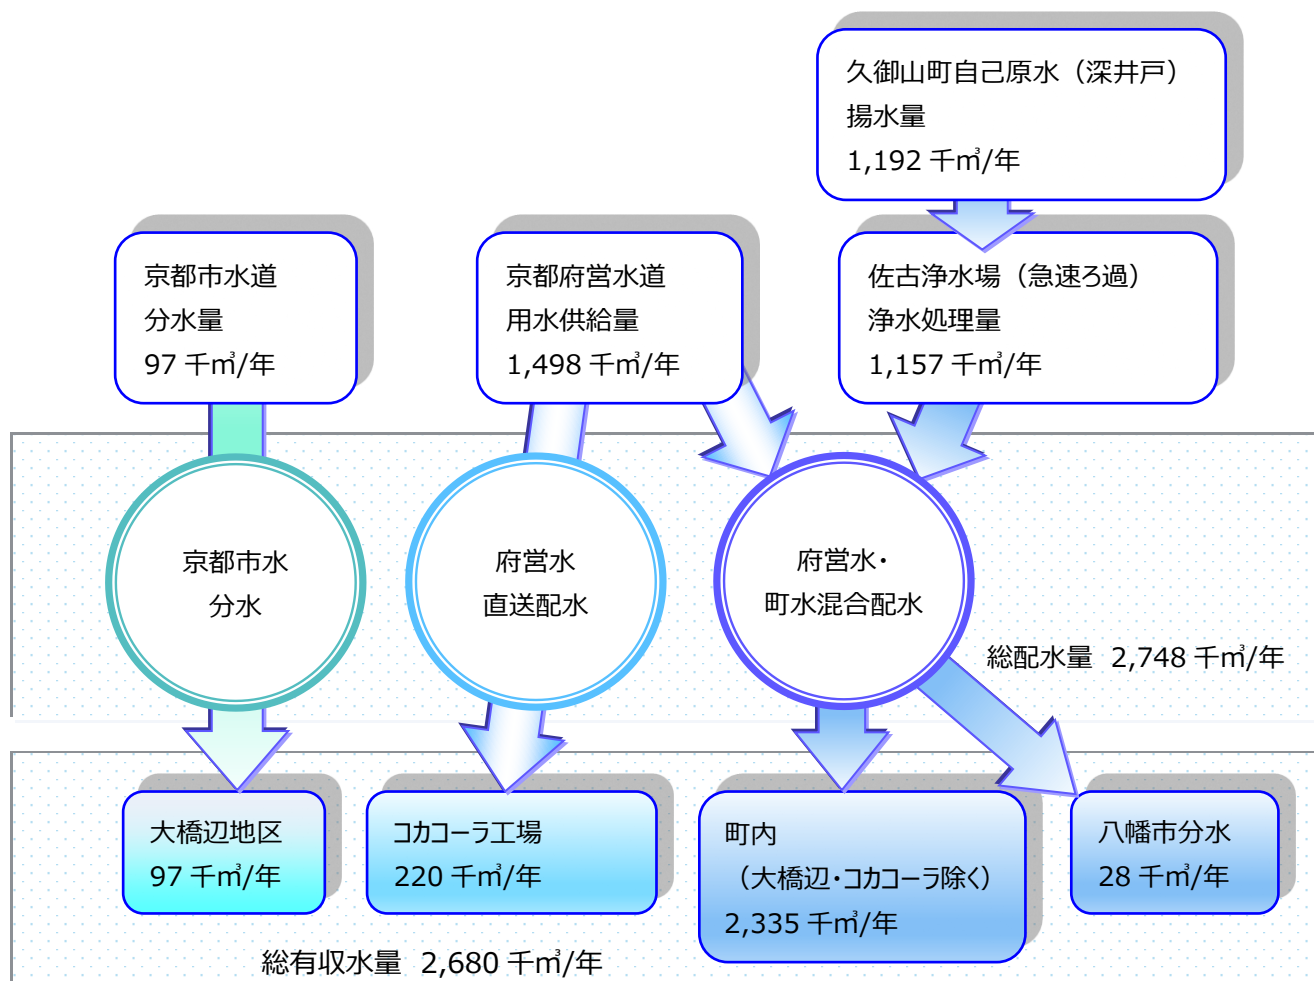 久御山町自己原水（深井戸）
揚水量
1,192 千㎥/年
京都市水道
分水量
97 千㎥/年
京都府営水道
用水供給量
1,498 千㎥/年
佐古浄水場（急速ろ過）
浄水処理量
1,157 千㎥/年
京都市水
分水
府営水
直送配水
府営水・
町水混合配水
総配水量 2,748 千㎥/年
大橋辺地区
97 千㎥/年
コカコーラ工場
220 千㎥/年
町内
（大橋辺・コカコーラ除く）
2,335 千㎥/年
八幡市分水
28 千㎥/年
総有収水量 2,680 千㎥/年